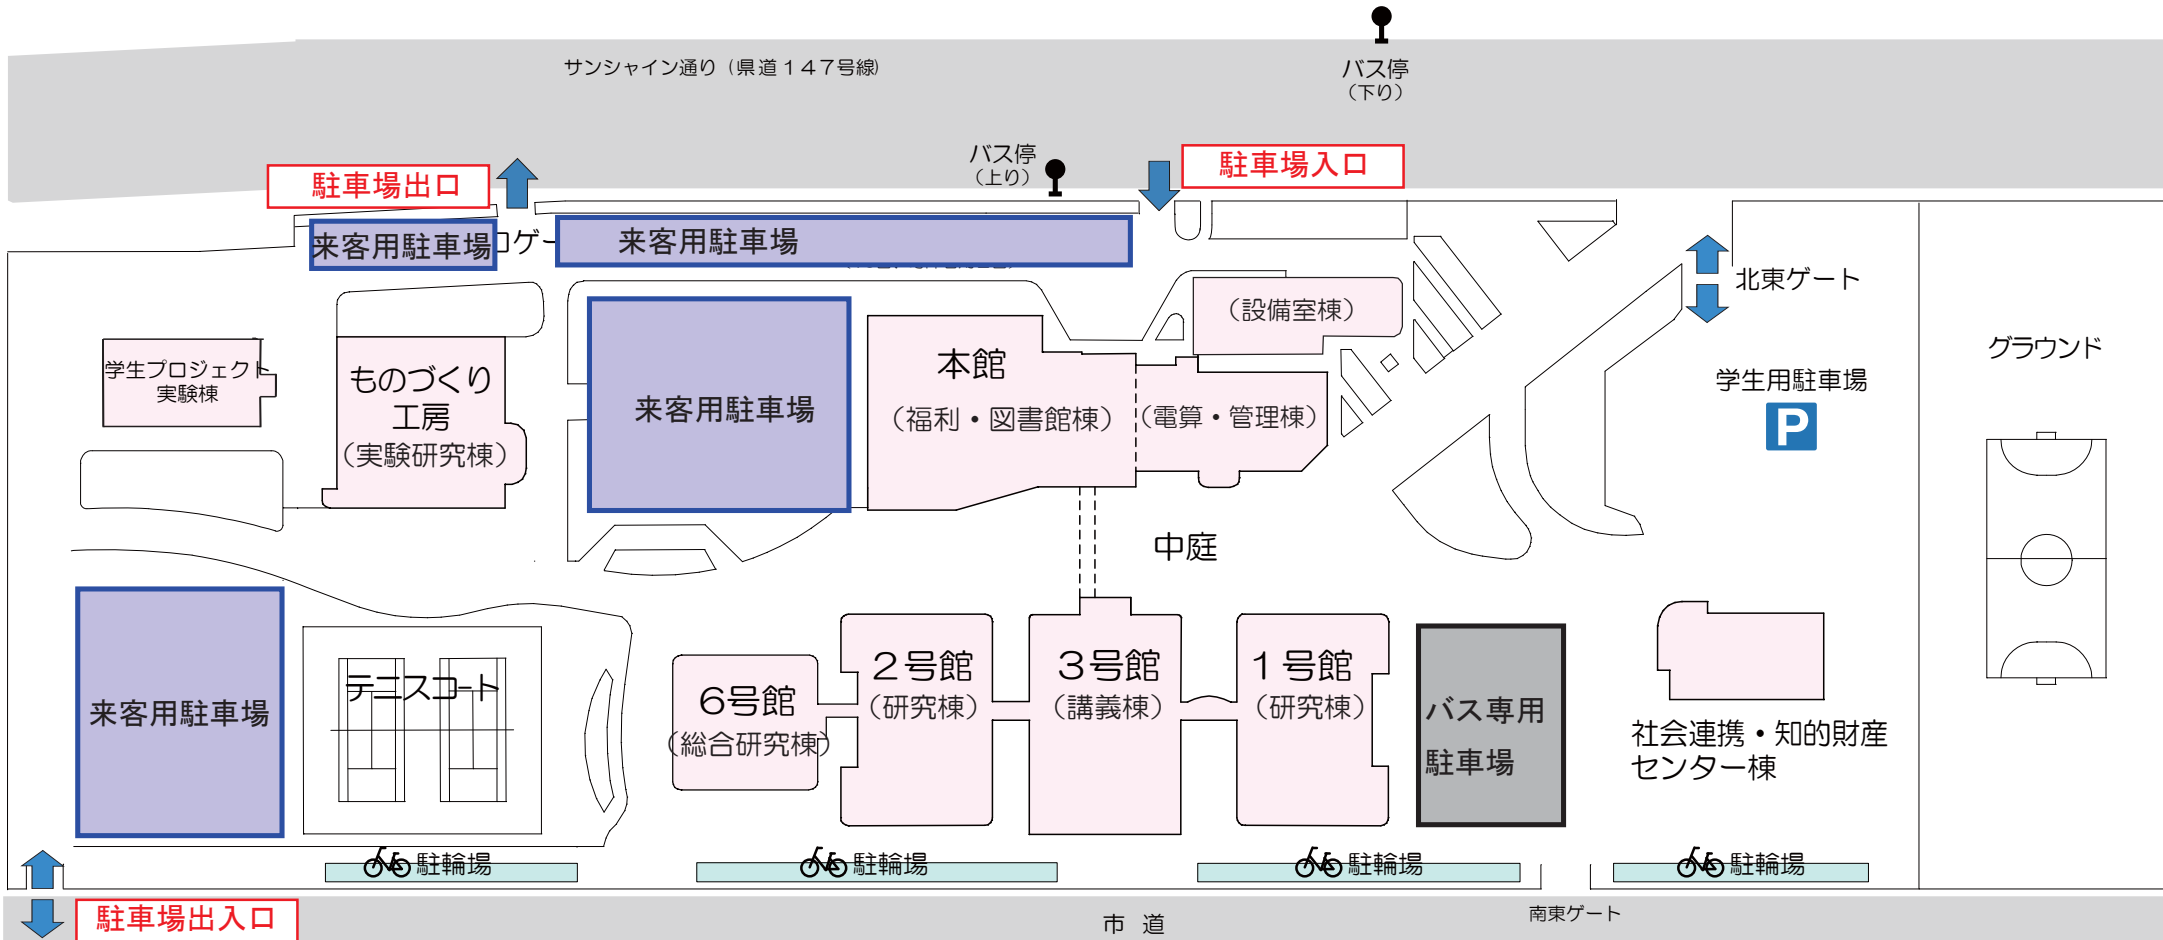 サンシャイン通り（県道１４７号線）
バス停
（下り）
バス停
（上り）
駐車場入口
駐車場出口
来客用駐車場
ゲー
来客用駐車場
北東ゲート
（設備室棟）
グラウンド
学生プロジェクト
実験棟
ものづくり
工房
（実験研究棟）
来客用駐車場
本館
（福利・図書館棟）
（電算・管理棟）
学生用駐車場
P
中庭
来客用駐車場
テニスコート
６号館
（総合研究棟）
２号館
（研究棟）
３号館
（講義棟）
１号館
（研究棟）
バス専用
駐車場
社会連携・知的財産
センター棟
駐輪場
駐輪場
駐輪場
駐輪場
駐車場出入口
市 道
南東ゲート